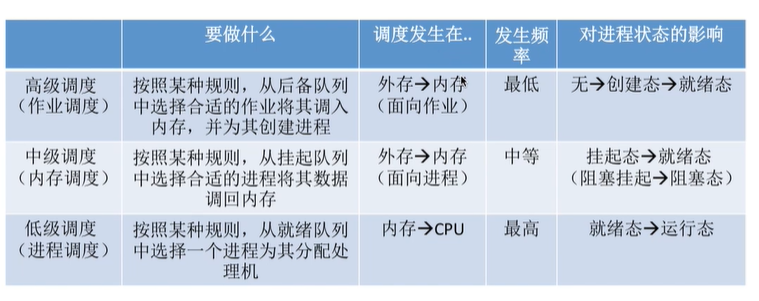 要做什么
调度发生在..
发生频
率
对进程状态的影响
高级调度
（作业调度）
按照某种规则，从后备队列
中选择合适的作业将其调入
内存，并为其创建进程
外存→内存
（面向作业）
最低
无→创建态→就绪态
中级调度
（内存调度）
按照某种规则，从挂起队列
中选择合适的进程将其数据
调回内存
外存→内存
（面向进程）
中等
挂起态→就绪态
（阻塞挂起→阻塞态）
低级调度
（进程调度）
按照某种规则，从就绪队列
中选择一个进程为其分配处
理机
内存→CPU
最高
就绪态→运行态